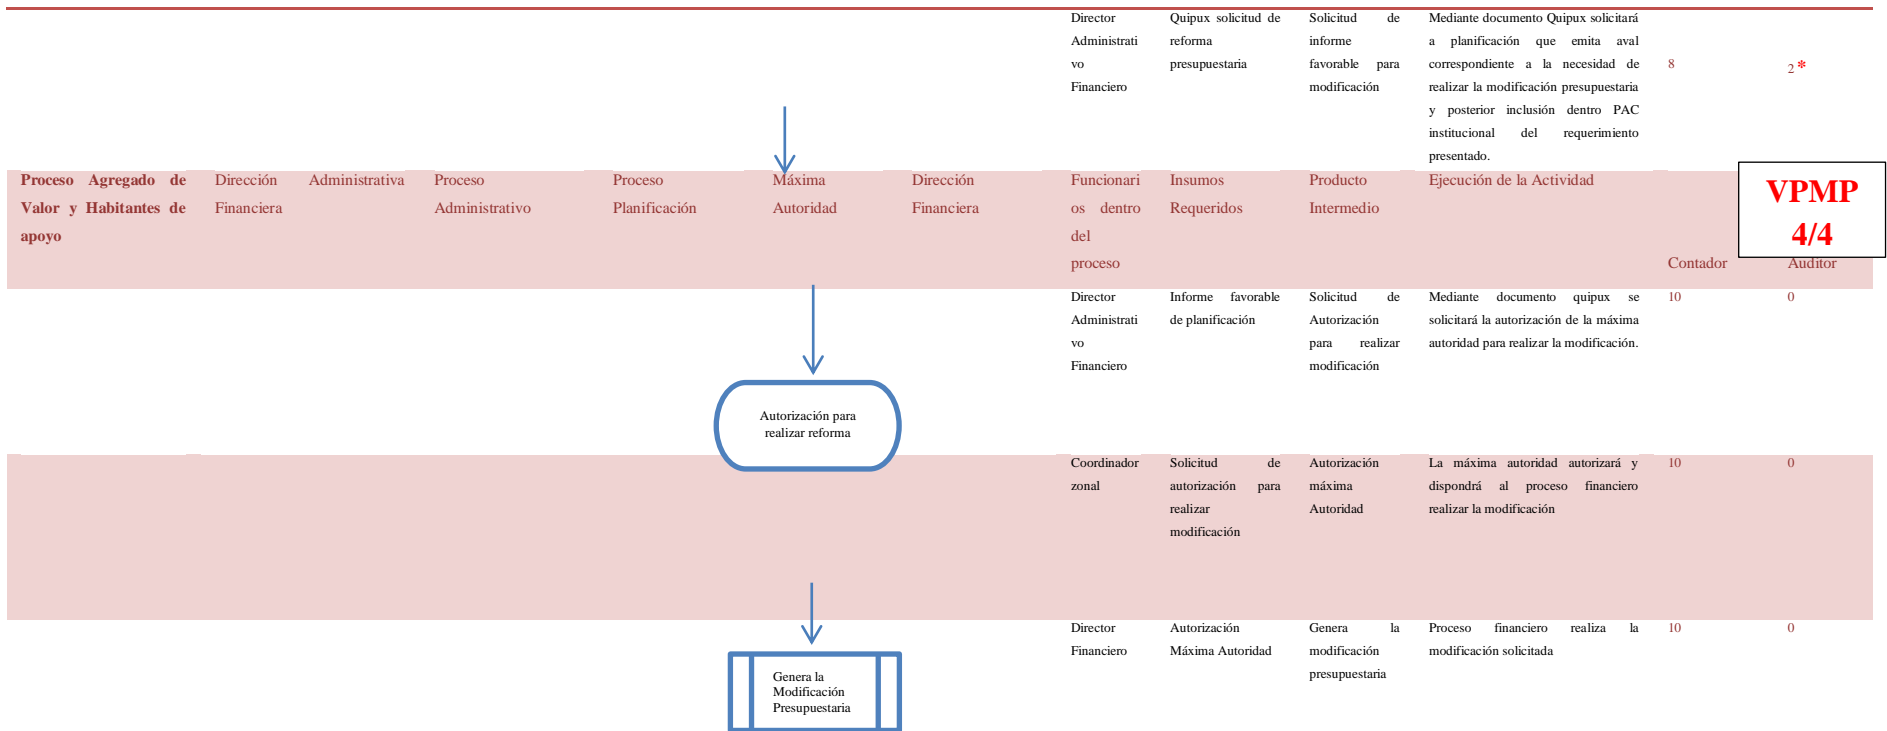 Director
Administrati
vo
Financiero
Quipux solicitud de
reforma
presupuestaria
Solicitud de
informe
favorable para
modificación
Mediante documento Quipux solicitará
a planificación que emita aval
correspondiente a la necesidad de
realizar la modificación presupuestaria
y posterior inclusión dentro PAC
institucional del requerimiento
presentado.
8
2*
Proceso Agregado de
Valor y Habitantes de
apoyo
Dirección Administrativa
Financiera
Proceso
Administrativo
Proceso
Planificación
Máxima
Autoridad
Dirección
Financiera
Funcionari
os dentro
del
proceso
Insumos
Requeridos
Producto
Intermedio
Ejecución de la Actividad
Contador
Auditor
VPMP
4/4
Director
Administrati
vo
Financiero
Informe favorable
de planificación
Solicitud de
Autorización
para realizar
modificación
Mediante documento quipux se
solicitará la autorización de la máxima
autoridad para realizar la modificación.
10
0
Autorización para
realizar reforma
Coordinador
zonal
Solicitud de
autorización para
realizar
modificación
Autorización
máxima
Autoridad
La máxima autoridad autorizará y
dispondrá al proceso financiero
realizar la modificación
10
0
Director
Financiero
Autorización
Máxima Autoridad
Genera la
modificación
presupuestaria
Proceso financiero realiza la
modificación solicitada
10
0
Genera la
Modificación
Presupuestaria